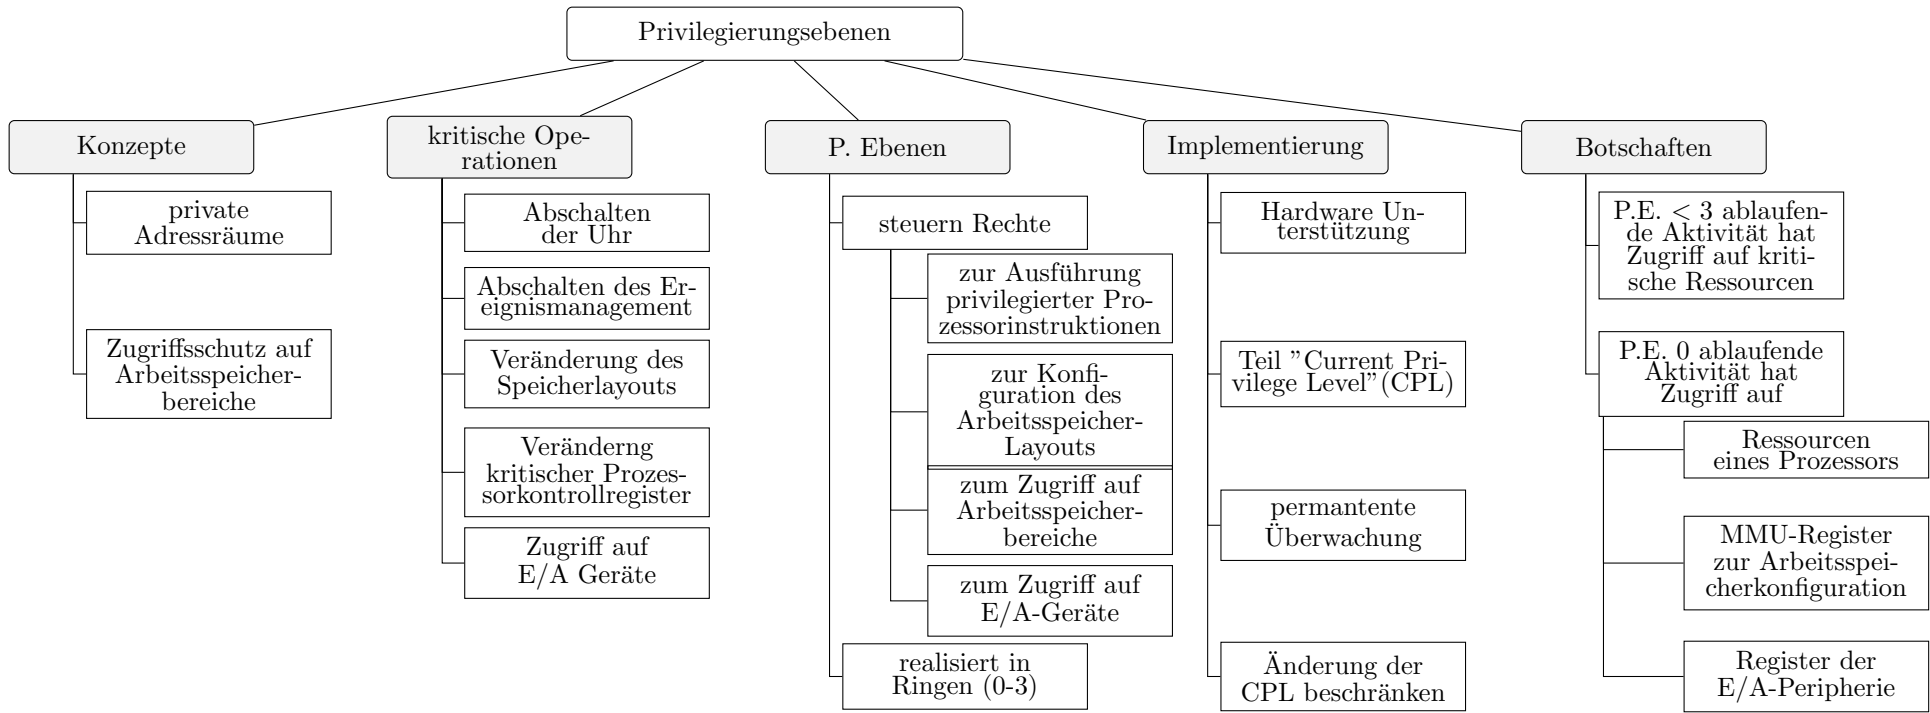 Privilegierungsebenen
Konzepte
private
Adressräume
Zugriffsschutz auf
Arbeitsspeicher-
bereiche
kritische Ope-
rationen
Abschalten
der Uhr
Abschalten des Er-
eignismanagement
Veränderung des
Speicherlayouts
Veränderng
kritischer Prozes-
sorkontrollregister
Zugriff auf
E/A Geräte
P. Ebenen
steuern Rechte
zur Ausführung
privilegierter Pro-
zessorinstruktionen
zur Konfi-
guration des
Arbeitsspeicher-
Layouts
zum Zugriff auf
Arbeitsspeicher-
bereiche
zum Zugriff auf
E/A-Geräte
realisiert in
Ringen (0-3)
Implementierung
Hardware Un-
terstützung
Teil ”Current Pri-
vilege Level”(CPL)
permantente
Überwachung
Änderung der
CPL beschränken
Botschaften
P.E. < 3 ablaufen-
de Aktivität hat
Zugriff auf kriti-
sche Ressourcen
P.E. 0 ablaufende
Aktivität hat
Zugriff auf
Ressourcen
eines Prozessors
MMU-Register
zur Arbeitsspei-
cherkonfiguration
Register der
E/A-Peripherie